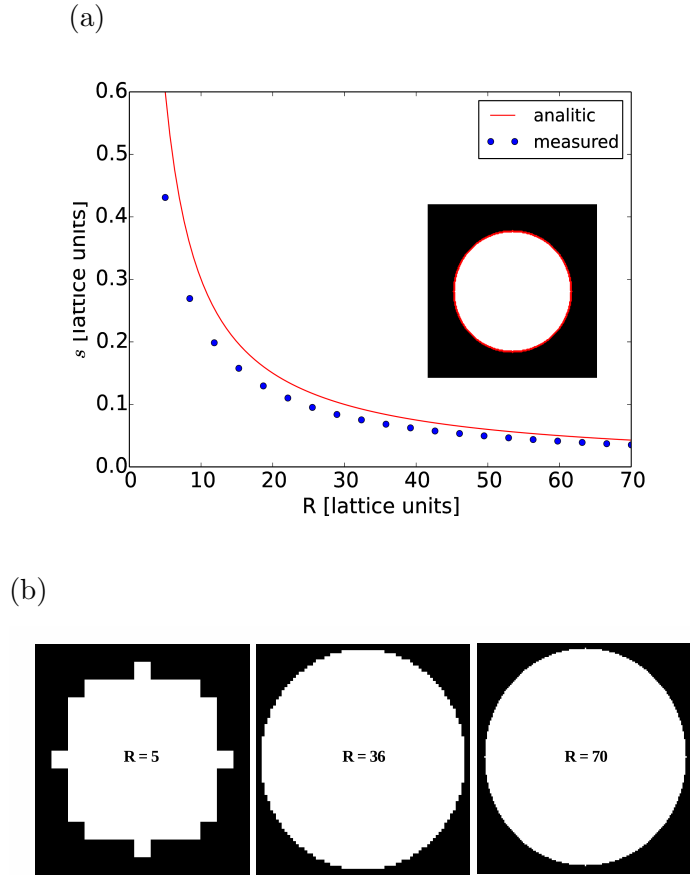 (a)
0.6
0.5
0.4
0.3
0.2
0.1
0.0
s [lattice units]
analitic
measured
0 10 20 30 40 50 60 70
R [lattice units]
(b)
R = 5 R = 36 R = 70